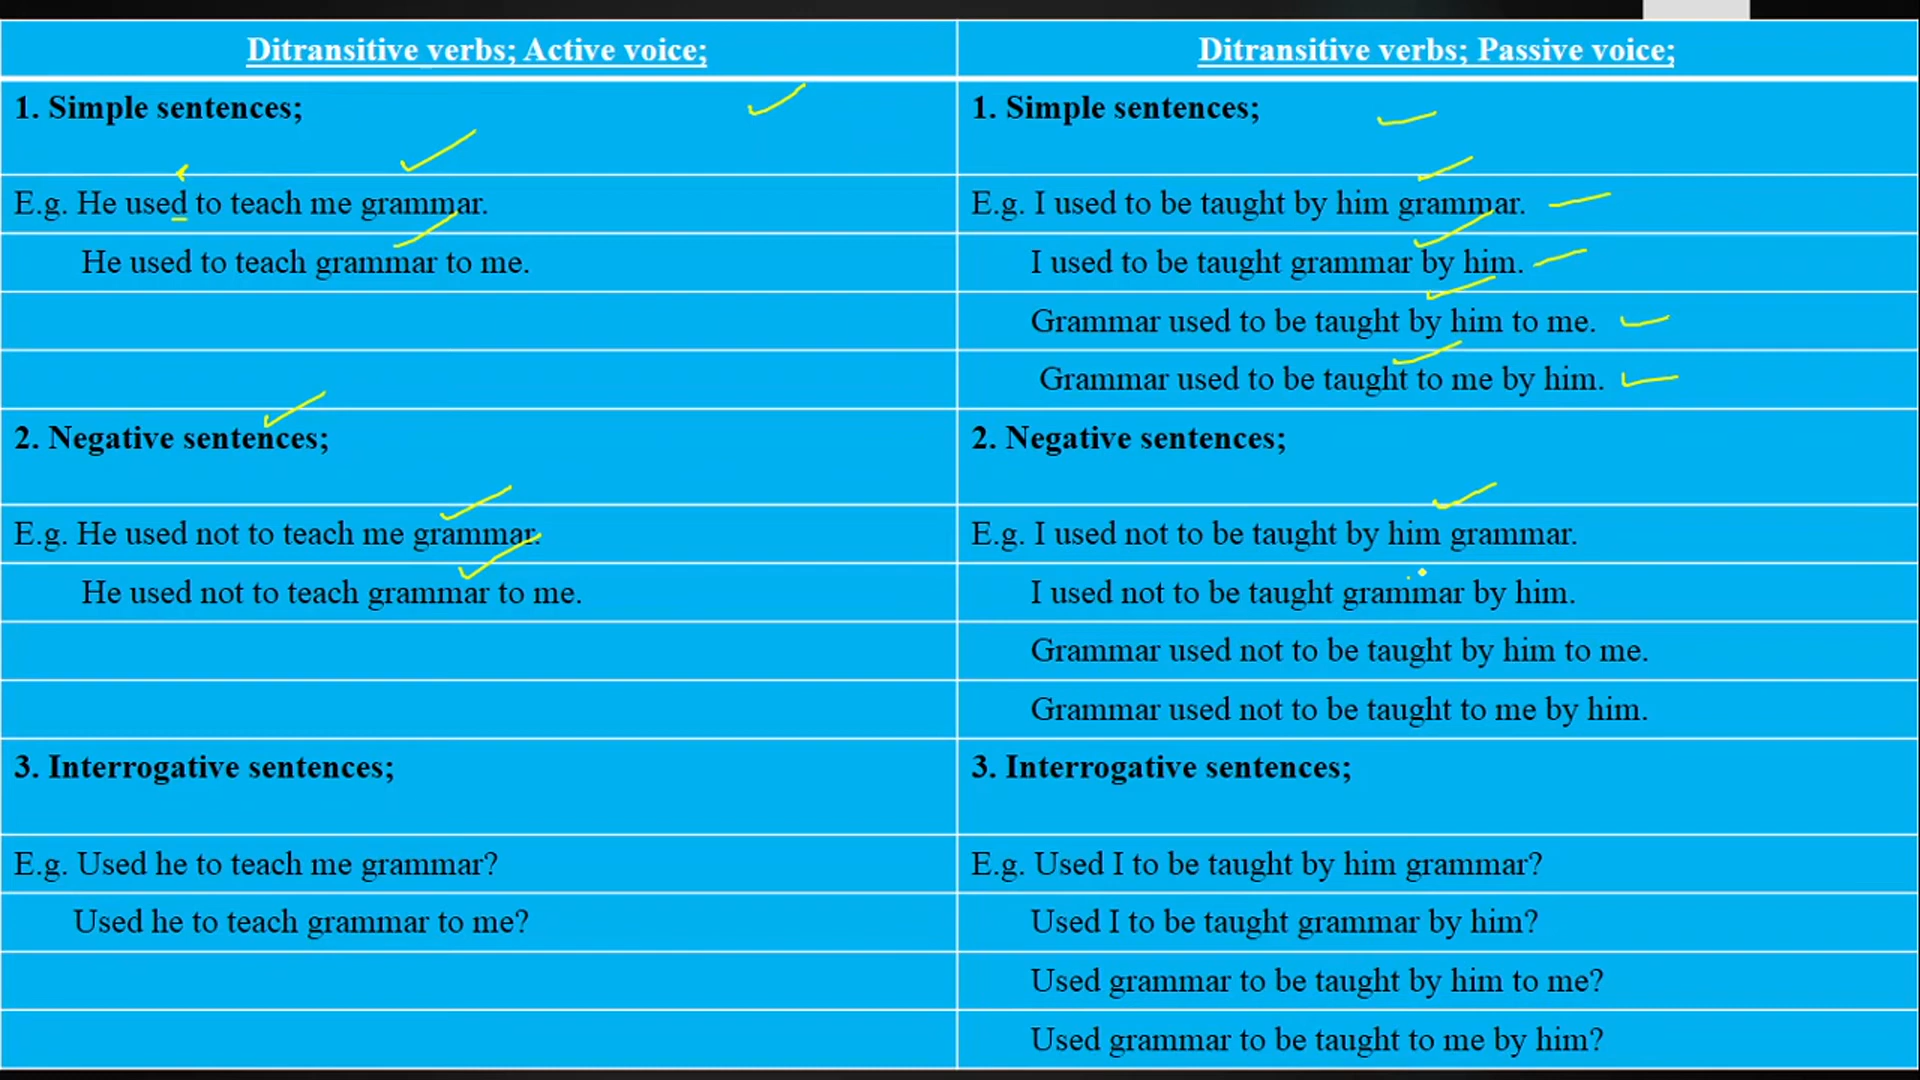 Ditransitive verbs; Active voice;
1. Simple sentences;
E.g. He used to teach me grammar.
He used to teach grammar to me.
2. Negative sentences;
E.g. He used not to teach me grammar.
He used not to teach grammar to me.
3. Interrogative sentences;
E.g. Used he to teach me grammar?
Used he to teach grammar to me?
Ditransitive verbs; Passive voice;
1. Simple sentences;
E.g. I used to be taught by him grammar.
I used to be taught grammar by him.
Grammar used to be taught by him to me.
Grammar used to be taught to me by him.
2. Negative sentences;
E.g. I used not to be taught by him grammar.
I used not to be taught grammar by him.
Grammar used not to be taught by him to me.
Grammar used not to be taught to me by him.
3. Interrogative sentences;
E.g. Used I to be taught by him grammar?
Used I to be taught grammar by him?
Used grammar to be taught by him to me?
Used grammar to be taught to me by him?